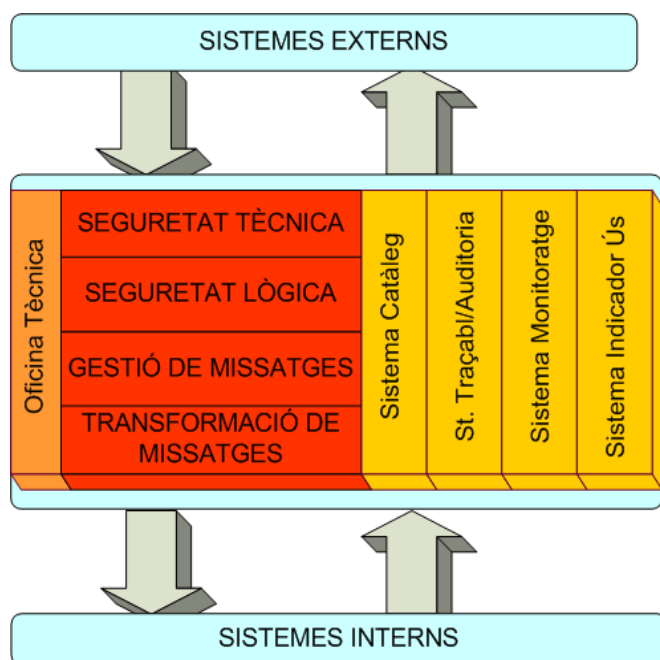 SISTEMES EXTERNS
Oficina Tècnica
SEGURETAT TÈCNICA
SEGURETAT LÒGICA
GESTIÓ DE MISSATGES
TRANSFORMACIÓ DE
MISSATGES
Sistema Catàleg
St. Traçabl/Auditoria
Sistema Monitoratge
Sistema Indicador Ús
SISTEMES INTERNS